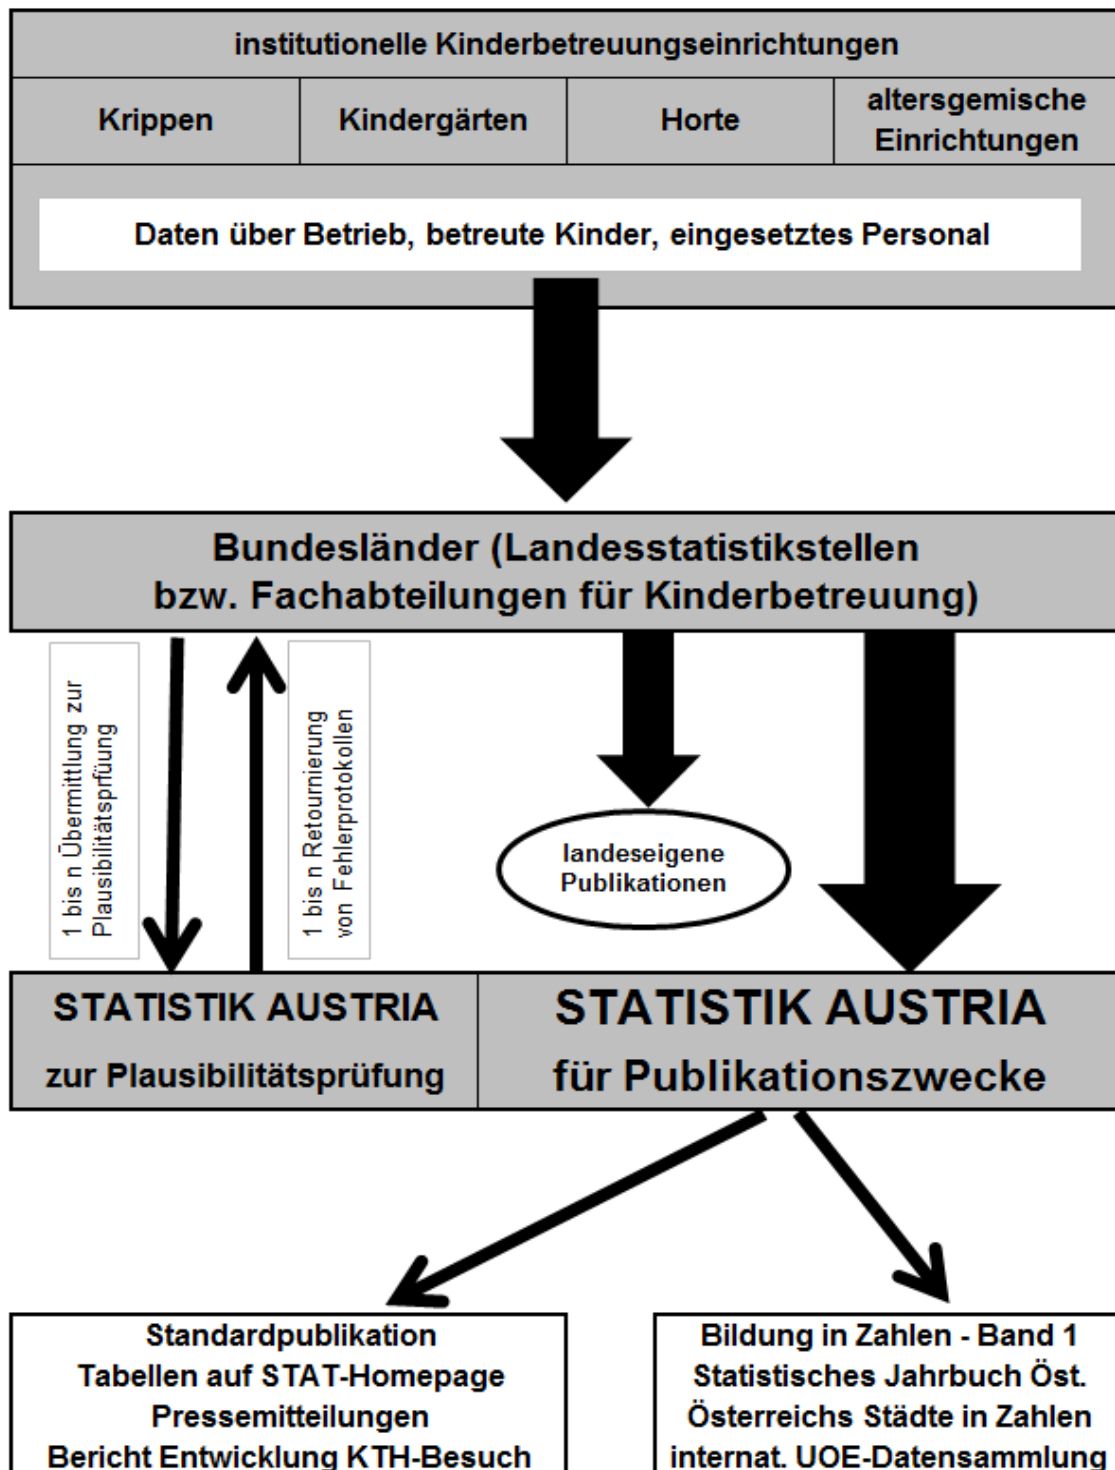 institutionelle Kinderbetreuungseinrichtungen
Krippen
Kindergärten
Horte
altersgemische
Einrichtungen
Daten über Betrieb, betreute Kinder, eingesetztes Personal
Bundesländer (Landesstatistikstellen
bzw. Fachabteilungen für Kinderbetreuung)
1 bis n Übermittlung zur
Plausibilitätsprfüung
1 bis n Retournierung
von Fehlerprotokollen
landeseigene
Publikationen
STATISTIK AUSTRIA
zur Plausibilitätsprüfung
STATISTIK AUSTRIA
für Publikationszwecke
Standardpublikation
Tabellen auf STAT-Homepage
Pressemitteilungen
Bericht Entwicklung KTH-Besuch
Bildung in Zahlen - Band 1
Statistisches Jahrbuch Öst.
Österreichs Städte in Zahlen
internat. UOE-Datensammlung